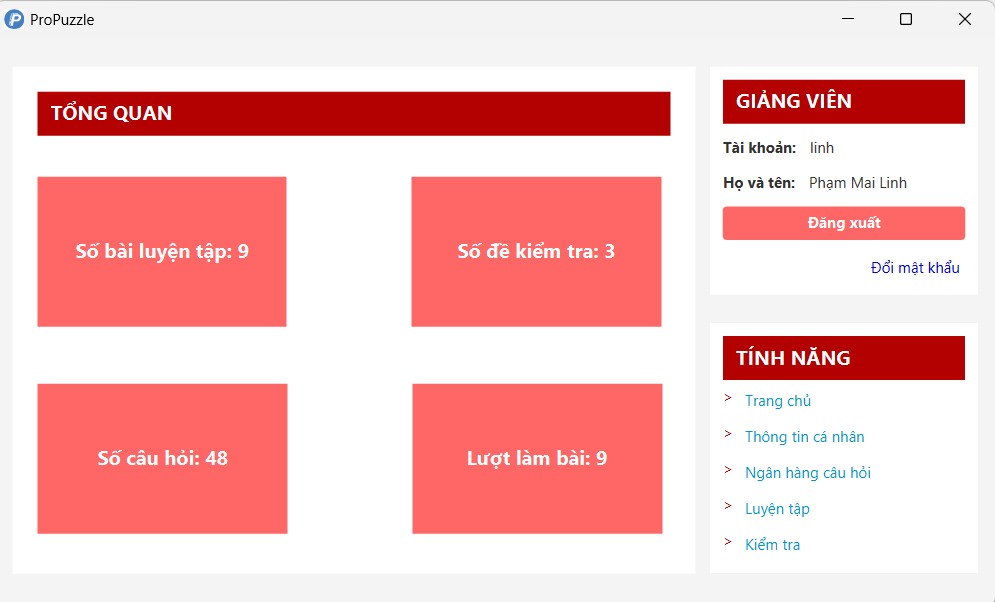 ProPuzzle
TỔNG QUAN
Số bài luyện tập: 9
Số đề kiểm tra: 3
Số câu hỏi: 48
Lượt làm bài: 9
GIẢNG VIÊN
Tài khoản: linh
Họ và tên: Phạm Mai Linh
Đăng xuất
Đổi mật khẩu
TÍNH NĂNG
> Trang chủ
> Thông tin cá nhân
> Ngân hàng câu hỏi
> Luyện tập
> Kiểm tra